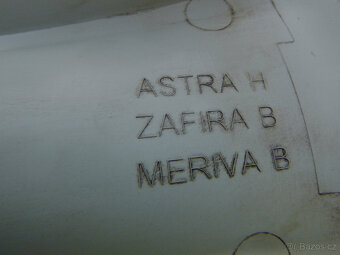 ASTRA H
ZAFIRA B
MERIVA B
Bazos.cz